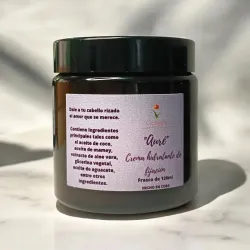 Dale a tu cabello rizado
el amor que se merece.
Contiene ingredientes
principales tales como
el aceite de coco,
aceite de mamey,
extracto de aloe vera,
glicerina vegetal,
aceite de aguacate,
entre otros
ingredientes.
"Amé"
Crema hidratante de
fijación
Frasco de 120ml
HECHO EN CUBA